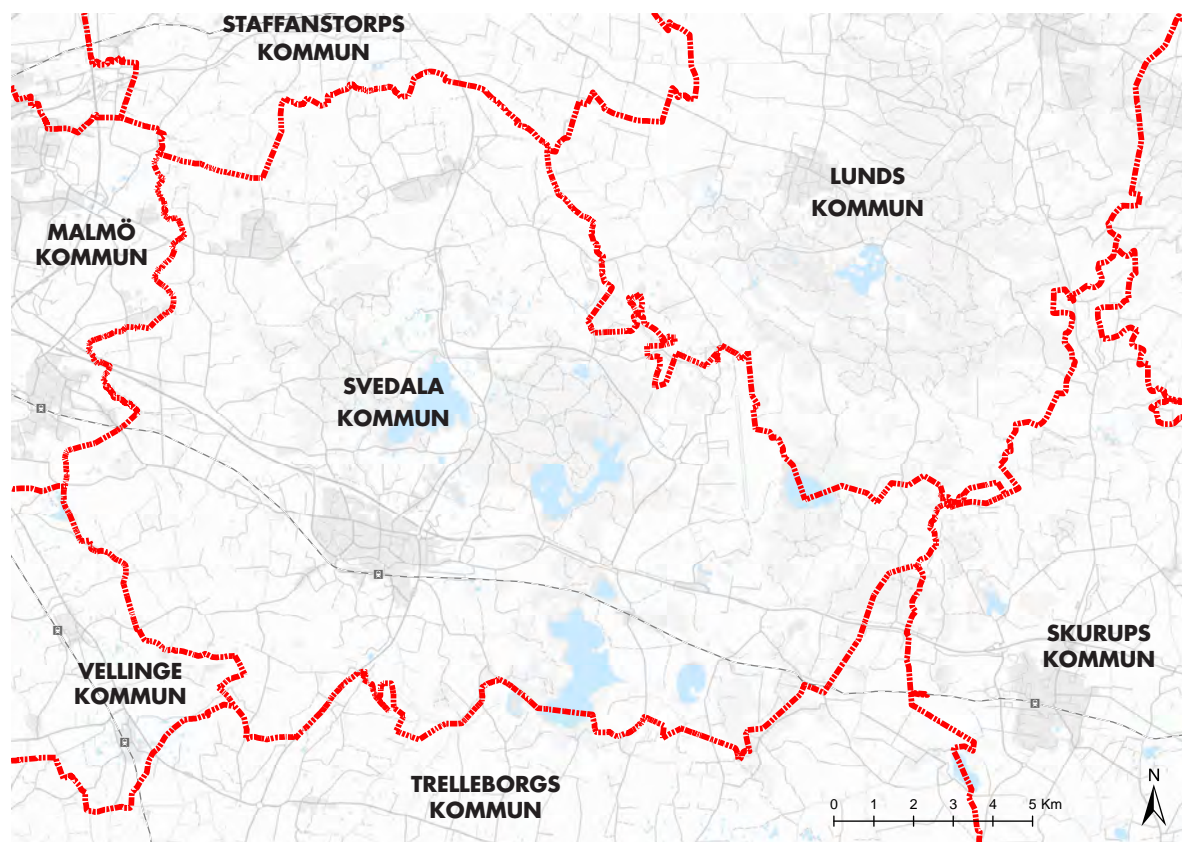 STAFFANSTORPS
KOMMUN
LUNDS
KOMMUN
MALMÖ
KOMMUN
SVEDALA
KOMMUN
SKURUPS
KOMMUN
VELLINGE
KOMMUN
TRELLEBORGS
KOMMUN
N
0 1 2 3 4 5 Km